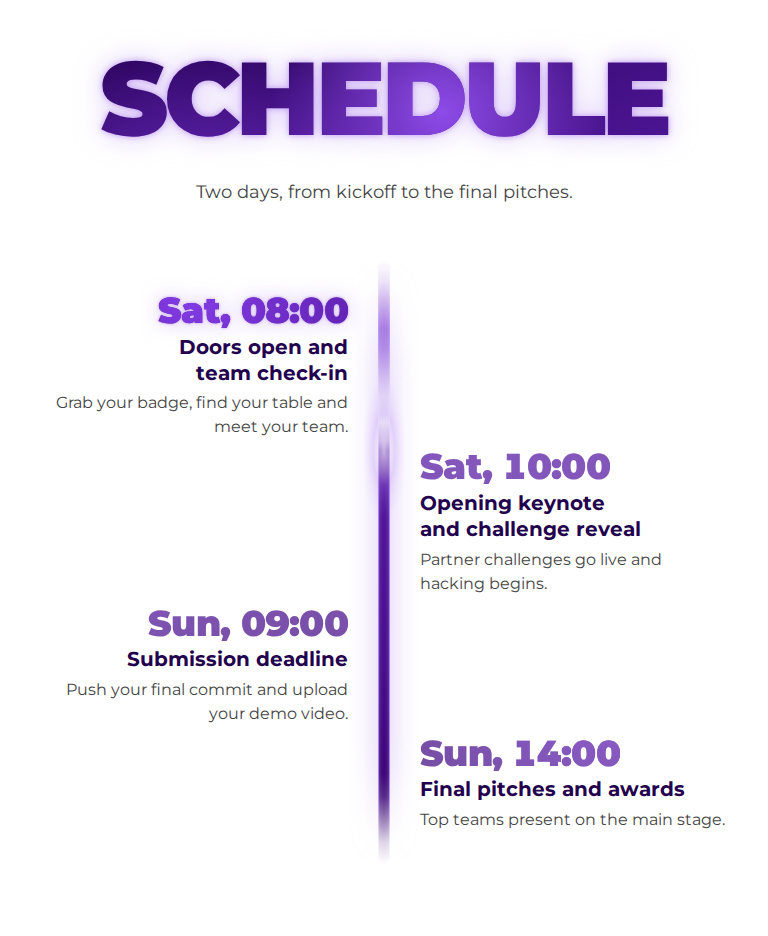 SCHEDULE
Two days, from kickoff to the final pitches.
Sat, 08:00
Doors open and
team check-in
Grab your badge, find your table and
meet your team.
Sat, 10:00
Opening keynote
and challenge reveal
Partner challenges go live and
hacking begins.
Sun, 09:00
Submission deadline
Push your final commit and upload
your demo video.
Sun, 14:00
Final pitches and awards
Top teams present on the main stage.